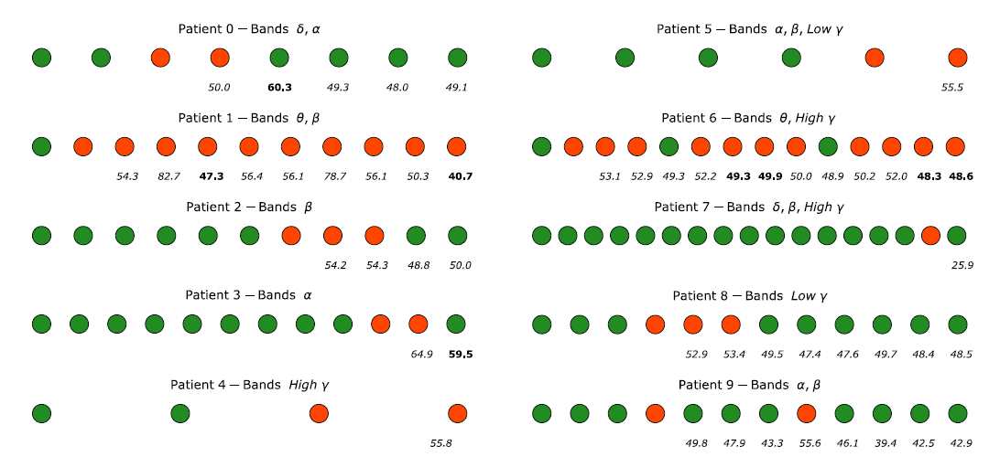 Patient 0 — Bands δ, α
50.0 60.3 49.3 48.0 49.1
Patient 1 — Bands θ, β
54.3 82.7 47.3 56.4 56.1 78.7 56.1 50.3 40.7
Patient 2 — Bands β
54.2 54.3 48.8 50.0
Patient 3 — Bands α
64.9 59.5
Patient 4 — Bands High γ
55.8
Patient 5 — Bands α, β, Low γ
55.5
Patient 6 — Bands θ, High γ
53.1 52.9 49.3 52.2 49.3 49.9 50.0 48.9 50.2 52.0 48.3 48.6
Patient 7 — Bands δ, β, High γ
25.9
Patient 8 — Bands Low γ
52.9 53.4 49.5 47.4 47.6 49.7 48.4 48.5
Patient 9 — Bands α, β
49.8 47.9 43.3 55.6 46.1 39.4 42.5 42.9